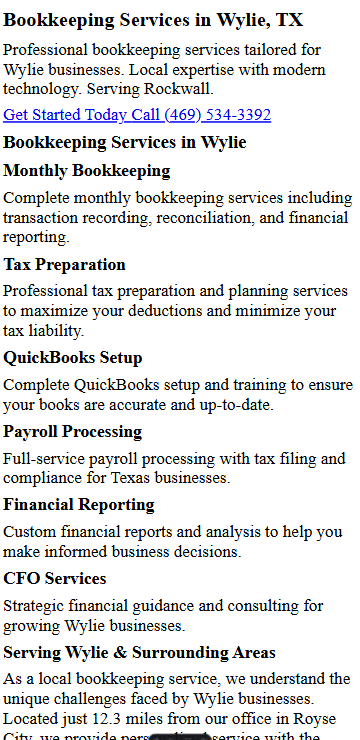 Bookkeeping Services in Wylie, TX
Professional bookkeeping services tailored for
Wylie businesses. Local expertise with modern
technology. Serving Rockwall.
Get Started Today Call (469) 534-3392
Bookkeeping Services in Wylie
Monthly Bookkeeping
Complete monthly bookkeeping services including
transaction recording, reconciliation, and financial
reporting.
Tax Preparation
Professional tax preparation and planning services
to maximize your deductions and minimize your
tax liability.
QuickBooks Setup
Complete QuickBooks setup and training to ensure
your books are accurate and up-to-date.
Payroll Processing
Full-service payroll processing with tax filing and
compliance for Texas businesses.
Financial Reporting
Custom financial reports and analysis to help you
make informed business decisions.
CFO Services
Strategic financial guidance and consulting for
growing Wylie businesses.
Serving Wylie & Surrounding Areas
As a local bookkeeping service, we understand the
unique challenges faced by Wylie businesses.
Located just 12.3 miles from our office in Royse
City, we provide service with the